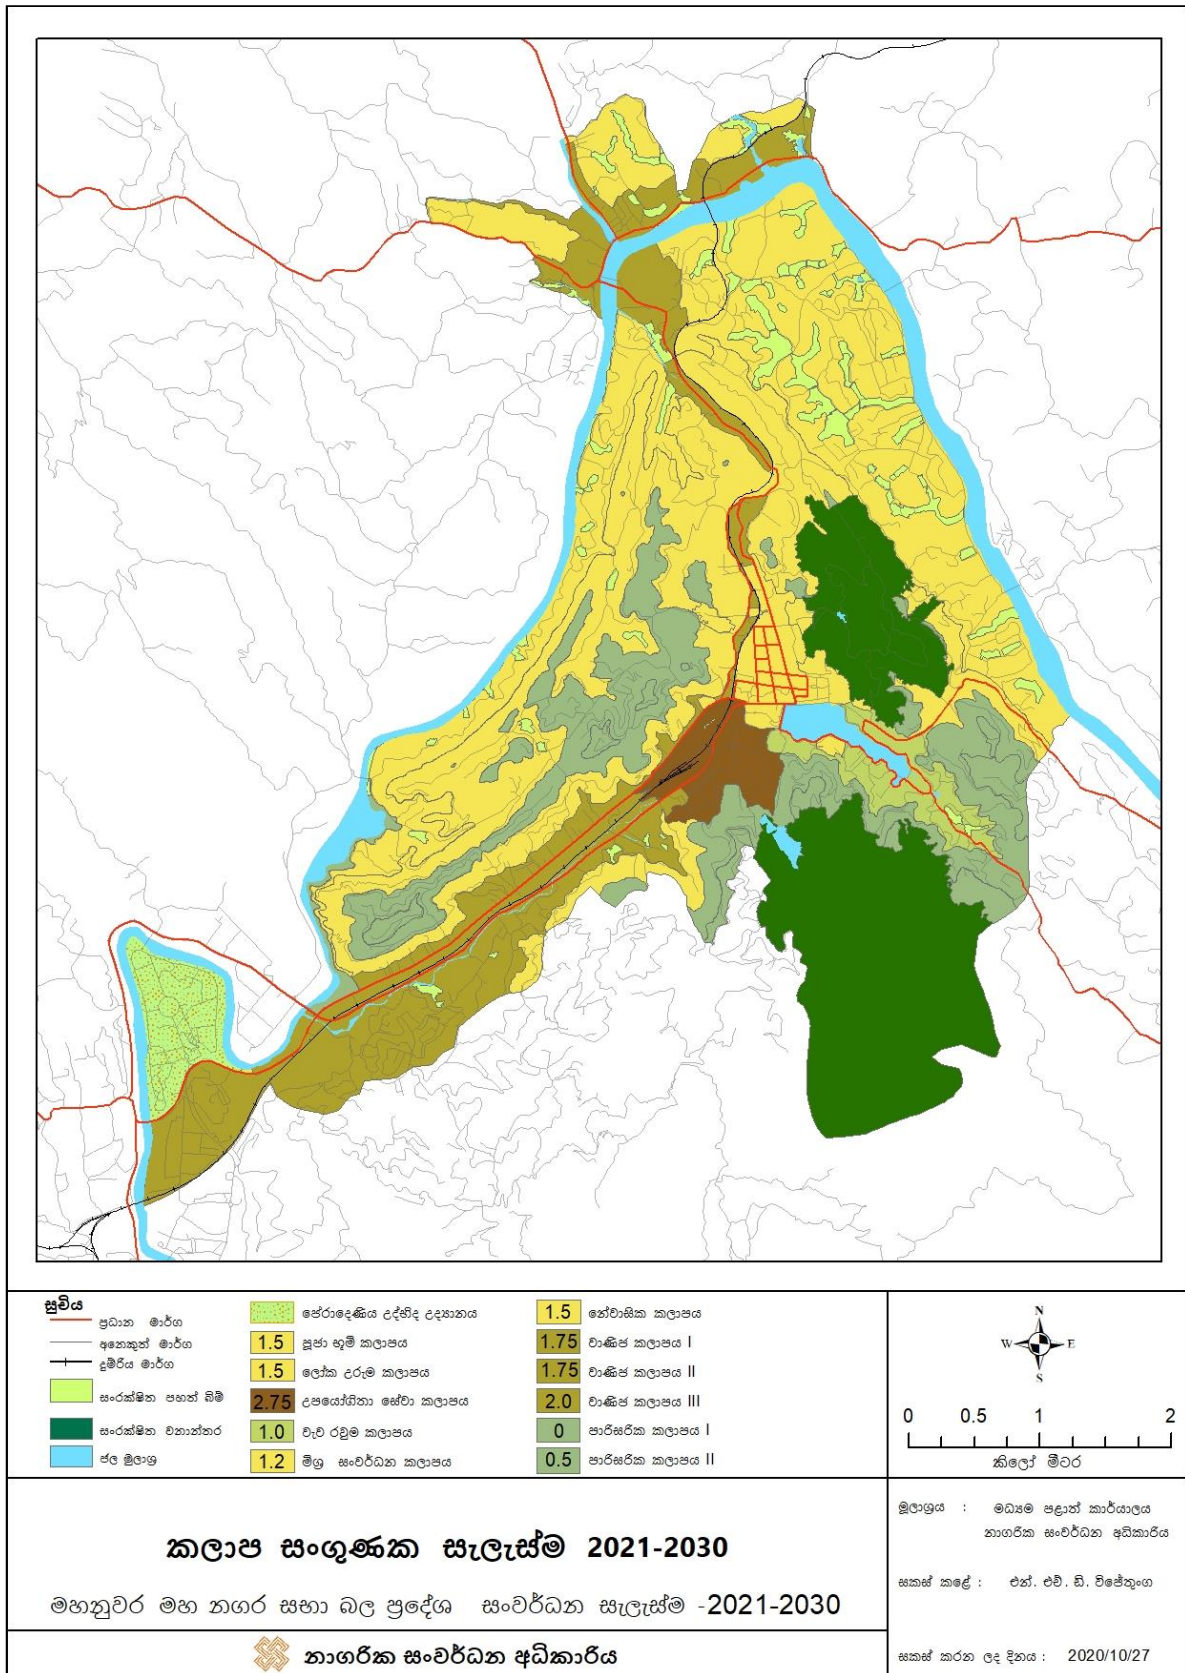 සූචිය
ප්‍රධාන මාර්ග
අනෙකුත් මාර්ග
දුම්රිය මාර්ග
සංරක්ෂිත පහත් බිම්
සංරක්ෂිත වනාන්තර
ජල මූලාශ්‍ර
පේරාදෙණිය උද්භිද උද්‍යානය
1.5 පූජා භූමි කලාපය
1.5 ලෝක උරුම කලාපය
2.75 උපයෝගිතා සේවා කලාපය
1.0 වැව රවුම කලාපය
1.2 මිශ්‍ර සංවර්ධන කලාපය
1.5 නේවාසික කලාපය
1.75 වාණිජ කලාපය I
1.75 වාණිජ කලාපය II
2.0 වාණිජ කලාපය III
0 පාරිසරික කලාපය I
0.5 පාරිසරික කලාපය II
N
W E
S
0 0.5 1 2
කිලෝ මීටර
කලාප සංගුණක සැලැස්ම 2021-2030
මහනුවර මහ නගර සභා බල ප්‍රදේශ සංවර්ධන සැලැස්ම -2021-2030
නාගරික සංවර්ධන අධිකාරිය
මූලාශ්‍රය : මධ්‍යම පළාත් කාර්යාලය
නාගරික සංවර්ධන අධිකාරිය
සකස් කළේ : එන්. එච්. ඩී. විජේතුංග
සකස් කරන ලද දිනය : 2020/10/27